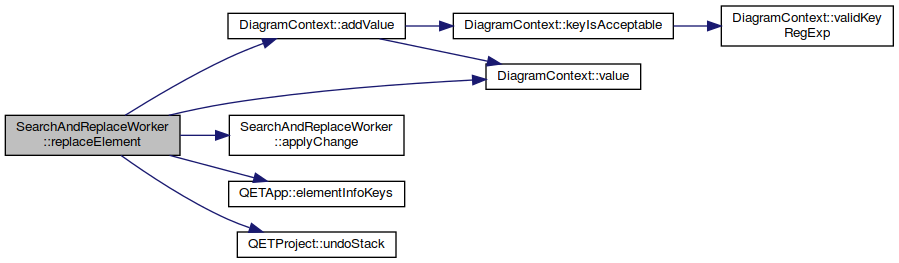 SearchAndReplaceWorker
::replaceElement
DiagramContext::addValue
DiagramContext::keyIsAcceptable
DiagramContext::validKey
RegExp
DiagramContext::value
SearchAndReplaceWorker
::applyChange
QETApp::elementInfoKeys
QETProject::undoStack